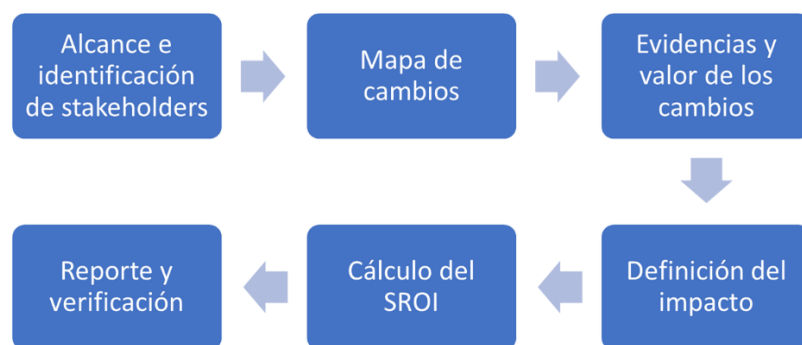 Alcance e
identificación
de stakeholders
Mapa de
cambios
Evidencias y
valor de los
cambios
Definición del
impacto
Cálculo del
SROI
Reporte y
verificación